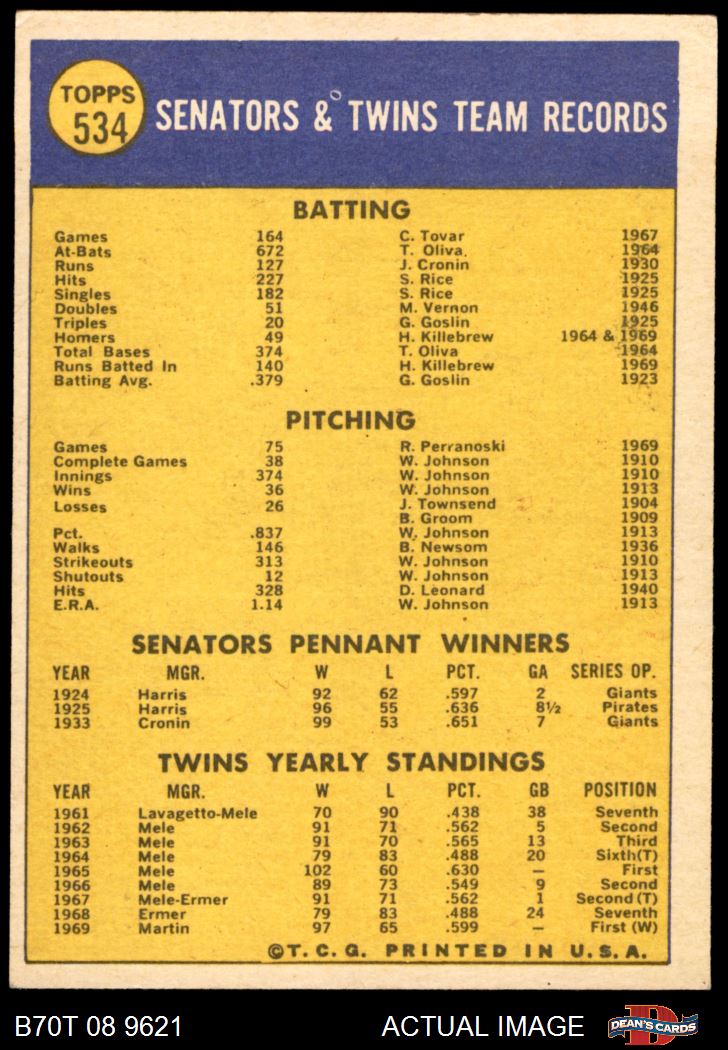 TOPPS
534
SENATORS & TWINS TEAM RECORDS
BATTING
Games 164 C. Tovar 1967
At-Bats 672 T. Oliva. 1964
Runs 127 J. Cronin 1930
Hits 227 S. Rice 1925
Singles 182 S. Rice 1925
Doubles 51 M. Vernon 1946
Triples 20 G. Goslin 1925
Homers 49 H. Killebrew 1964 & 1969
Total Bases 374 T. Oliva 1964
Runs Batted In 140 H. Killebrew 1969
Batting Avg. .379 G. Goslin 1923
PITCHING
Games 75 R. Perranoski 1969
Complete Games 38 W. Johnson 1910
Innings 374 W. Johnson 1910
Wins 36 W. Johnson 1913
Losses 26 J. Townsend 1904
B. Groom 1909
Pct. .837 W. Johnson 1913
Walks 146 B. Newsom 1936
Strikeouts 313 W. Johnson 1910
Shutouts 12 W. Johnson 1913
Hits 328 D. Leonard 1940
E.R.A. 1.14 W. Johnson 1913
SENATORS PENNANT WINNERS
YEAR MGR. W L PCT. GA SERIES OP.
1924 Harris 92 62 .597 2 Giants
1925 Harris 96 55 .636 8½ Pirates
1933 Cronin 99 53 .651 7 Giants
TWINS YEARLY STANDINGS
YEAR MGR. W L PCT. GB POSITION
1961 Lavagetto-Mele 70 90 .438 38 Seventh
1962 Mele 91 71 .562 5 Second
1963 Mele 91 70 .565 13 Third
1964 Mele 79 83 .488 20 Sixth(T)
1965 Mele 102 60 .630 — First
1966 Mele 89 73 .549 9 Second
1967 Mele-Ermer 91 71 .562 1 Second (T)
1968 Ermer 79 83 .488 24 Seventh
1969 Martin 97 65 .599 — First (W)
©T.C.G. PRINTED IN U.S.A.
B70T 08 9621 ACTUAL IMAGE DEAN'S CARDS